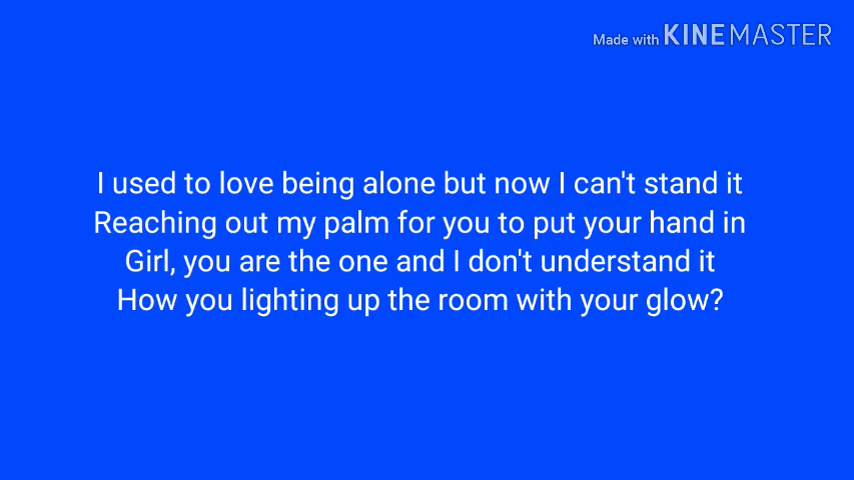 Made with KINEMASTER
I used to love being alone but now I can't stand it
Reaching out my palm for you to put your hand in
Girl, you are the one and I don't understand it
How you lighting up the room with your glow?